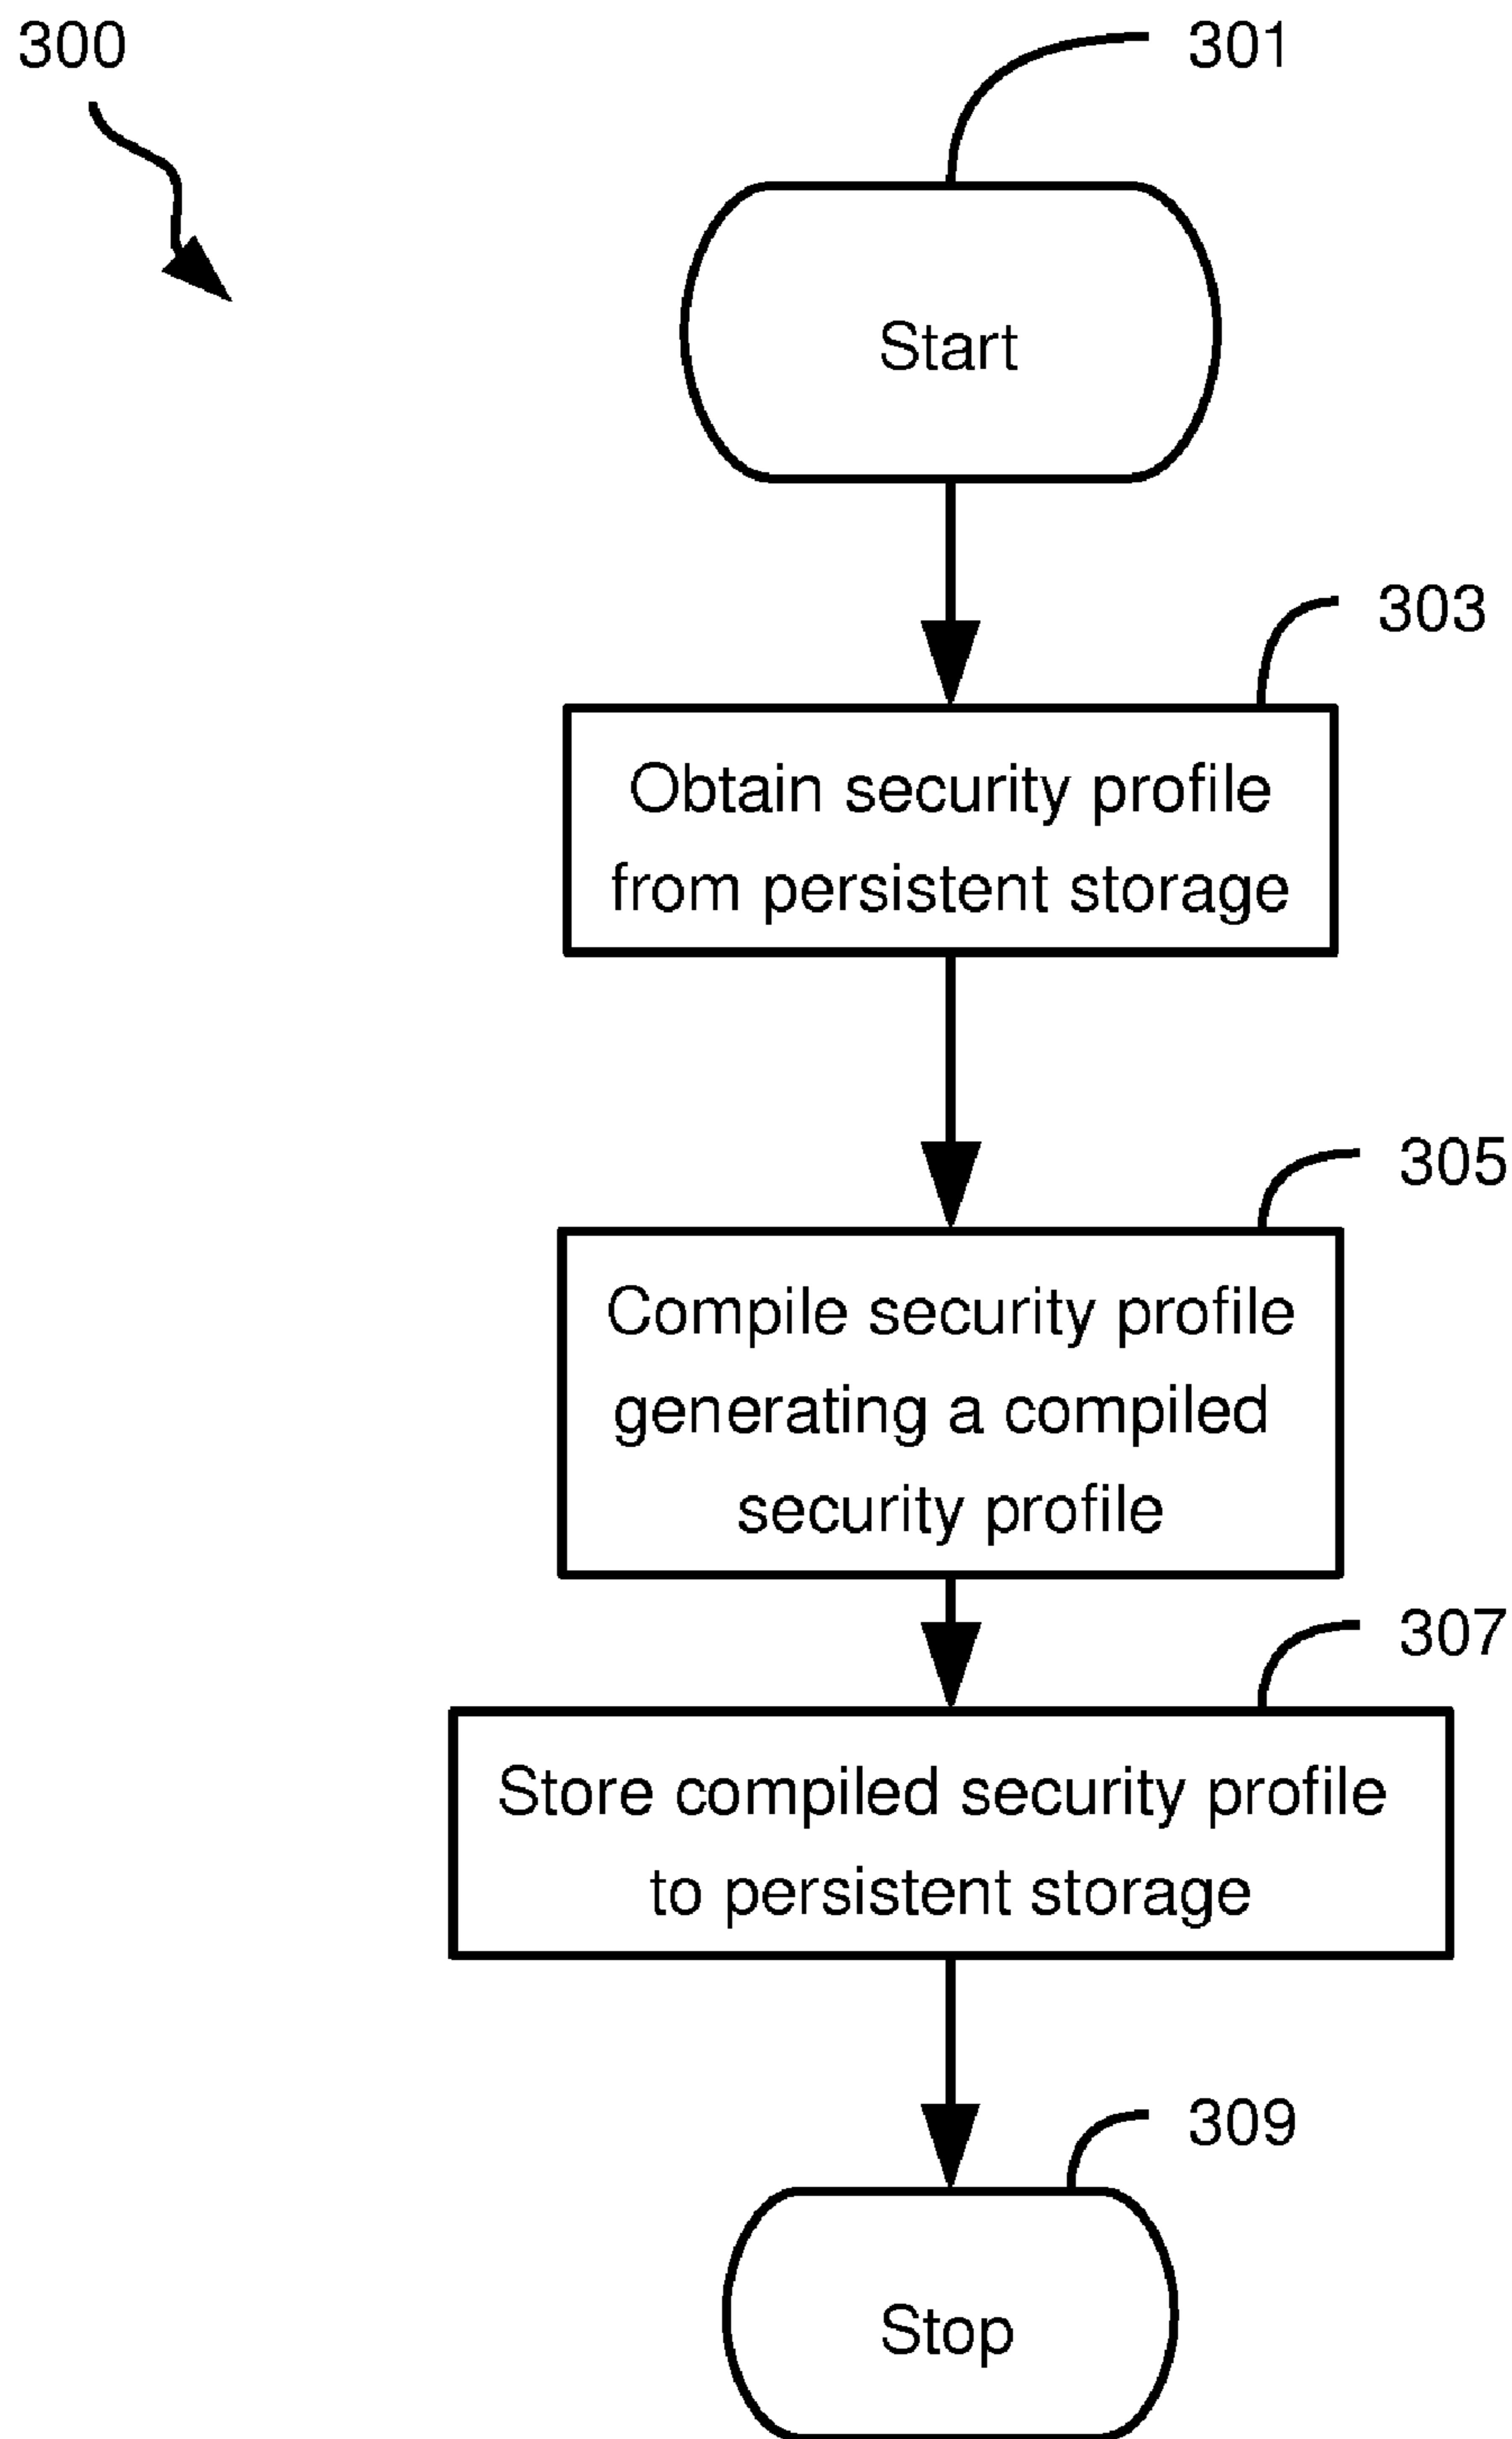 300
301
Start
303
Obtain security profile
from persistent storage
305
Compile security profile
generating a compiled
security profile
307
Store compiled security profile
to persistent storage
309
Stop